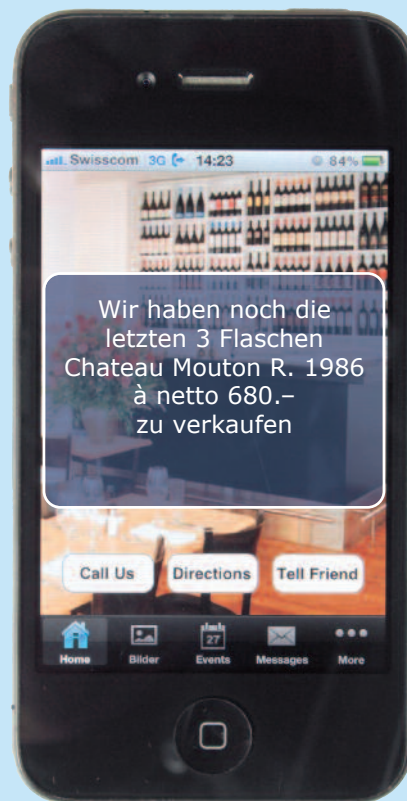 Swisscom 3G 14:23 84%
Wir haben noch die
letzten 3 Flaschen
Chateau Mouton R. 1986
à netto 680.–
zu verkaufen
Call Us Directions Tell Friend
27
Home Bilder Events Messages More